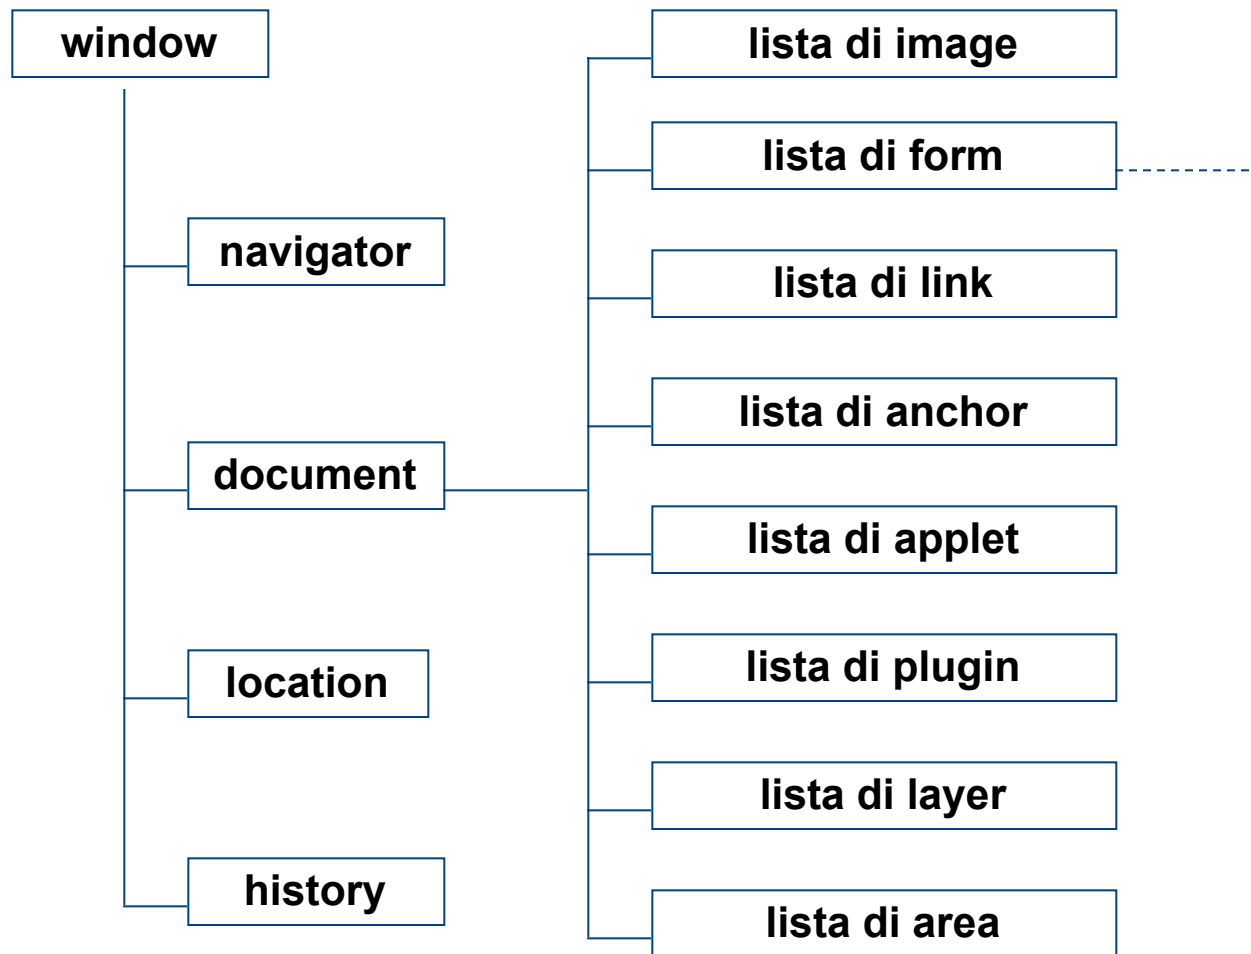 window
navigator
document
location
history
lista di image
lista di form
lista di link
lista di anchor
lista di applet
lista di plugin
lista di layer
lista di area